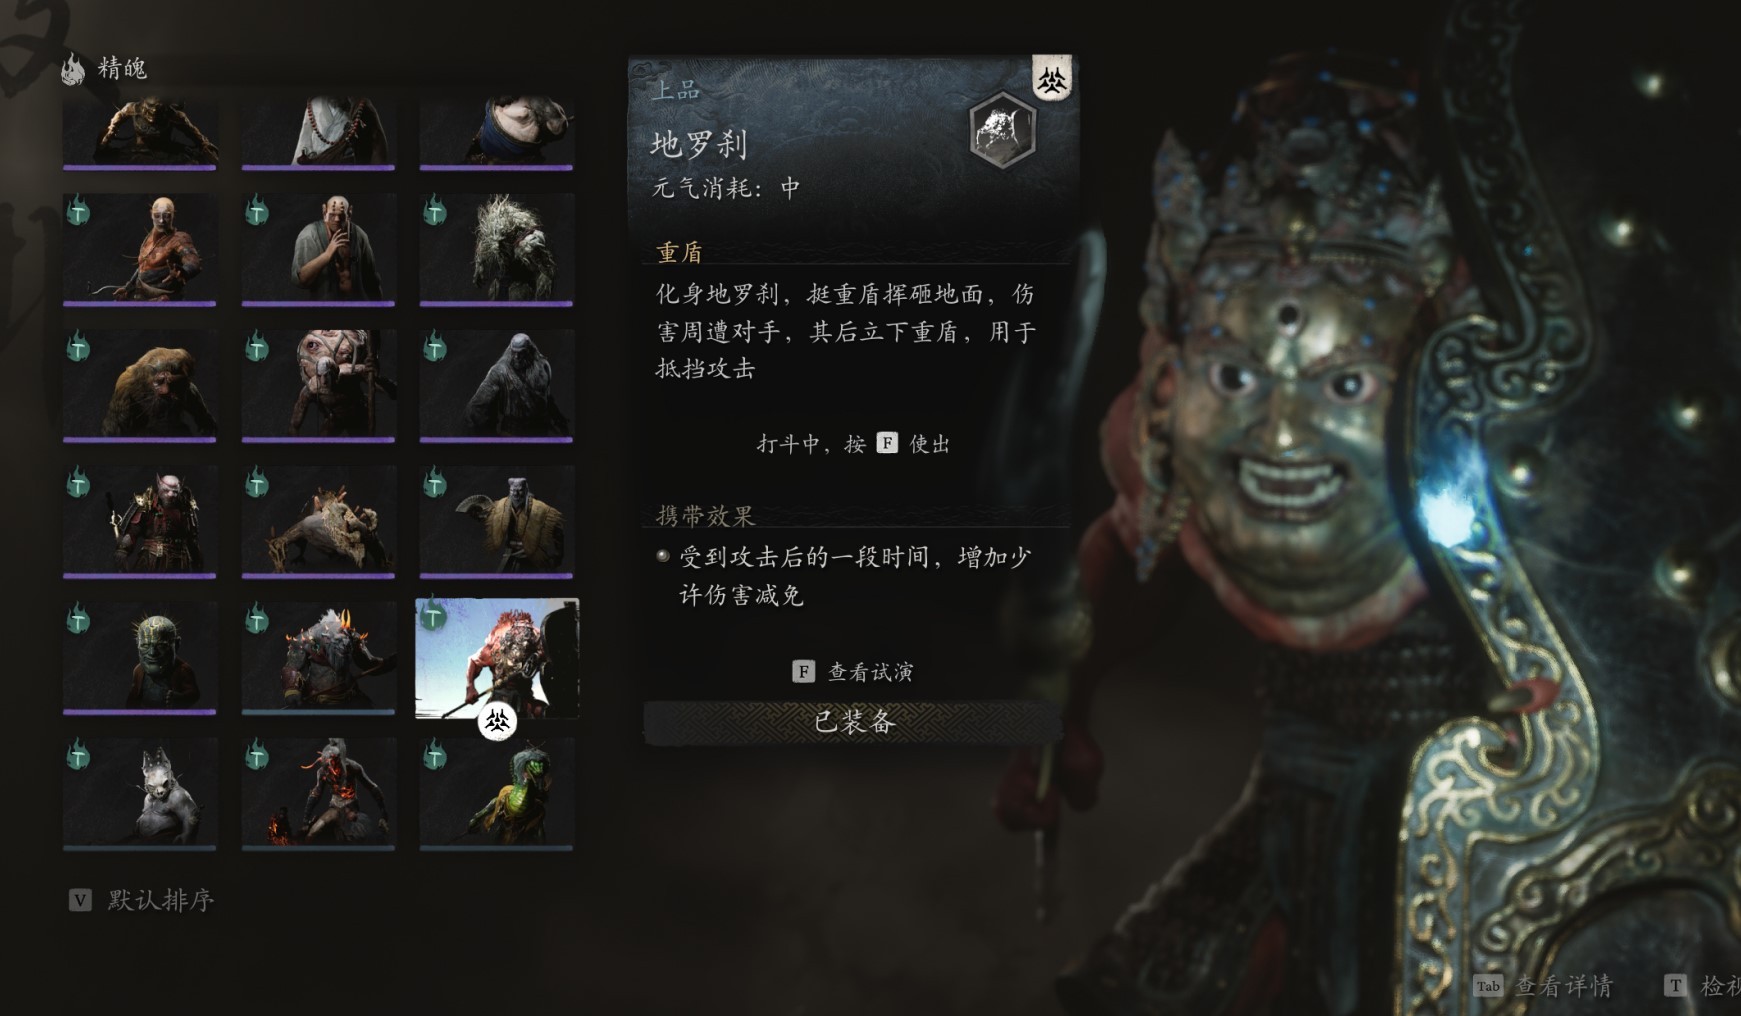 精魄
上品
地罗刹
元气消耗：中
重盾
化身地罗刹，挺重盾挥砸地面，伤
害周遭对手，其后立下重盾，用于
抵挡攻击
打斗中，按 F 使出
携带效果
受到攻击后的一段时间，增加少
许伤害减免
F 查看试演
已装备
V 默认排序
Tab 查看详情
T 检视